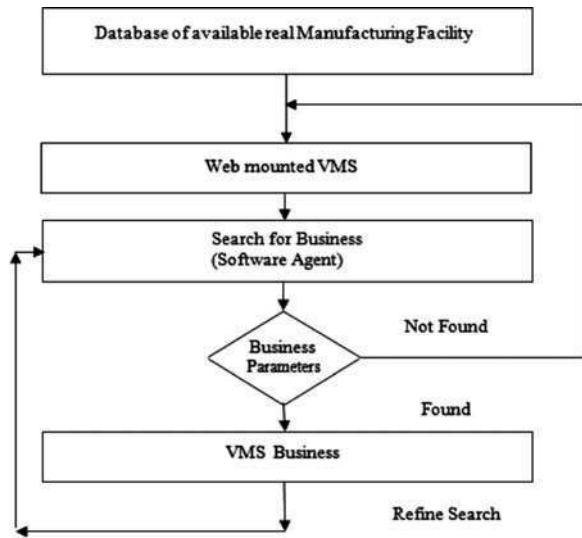 Database of available real Manufacturing Facility
Web mounted VMS
Search for Business
(Software Agent)
Business
Parameters
Not Found
Found
VMS Business
Refine Search